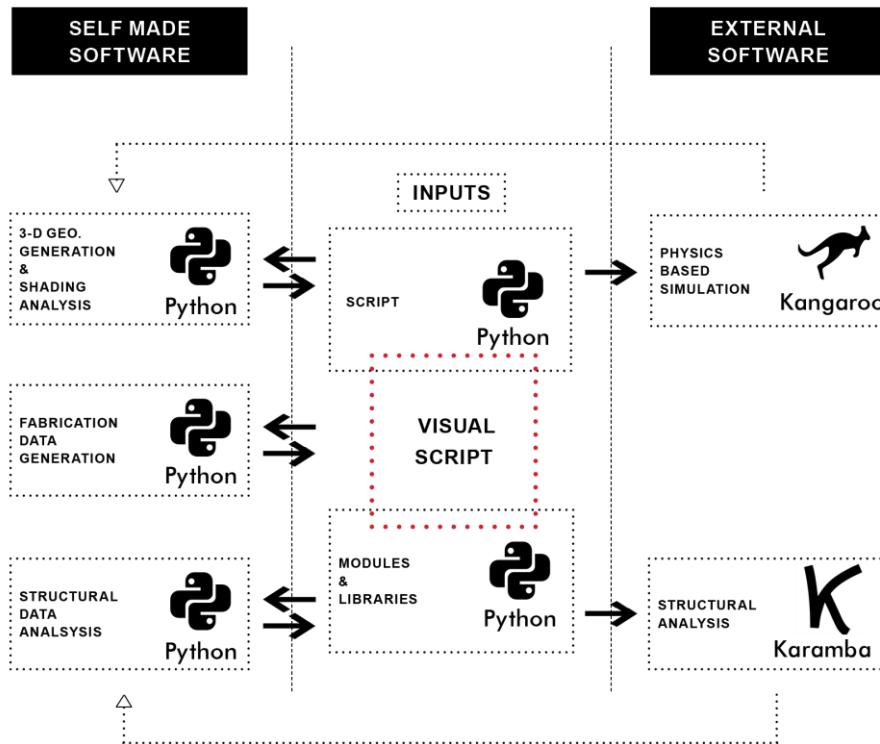 SELF MADE
SOFTWARE
EXTERNAL
SOFTWARE
INPUTS
3-D GEO.
GENERATION
&
SHADING
ANALYSIS
Python
SCRIPT
Python
PHYSICS
BASED
SIMULATION
Kangaroo
FABRICATION
DATA
GENERATION
Python
VISUAL
SCRIPT
STRUCTURAL
DATA
ANALSYSIS
Python
MODULES
&
LIBRARIES
Python
STRUCTURAL
ANALYSIS
Karamba